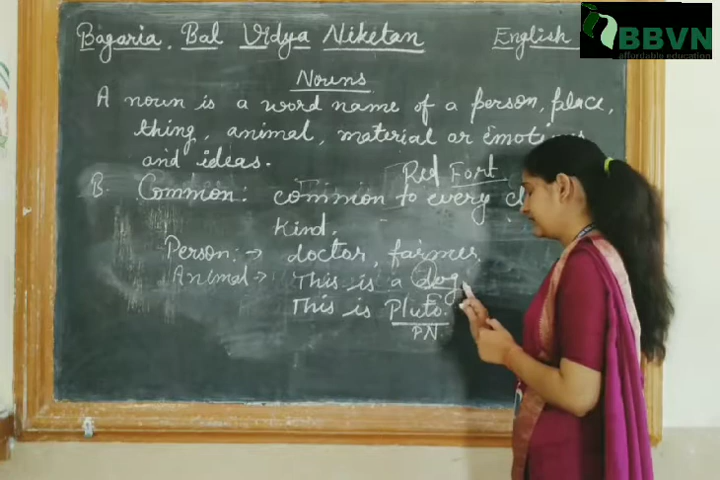 Bagaria Bal Vidya Niketan English
BBVN
affordable education
Nouns
A noun is a word name of a person, place,
thing, animal, material or emotions
and ideas.
Red Fort
B. Common: common to every
kind.
Person:→ doctor, farmer.
Animal→ This is a dog.
This is Pluto.
PN